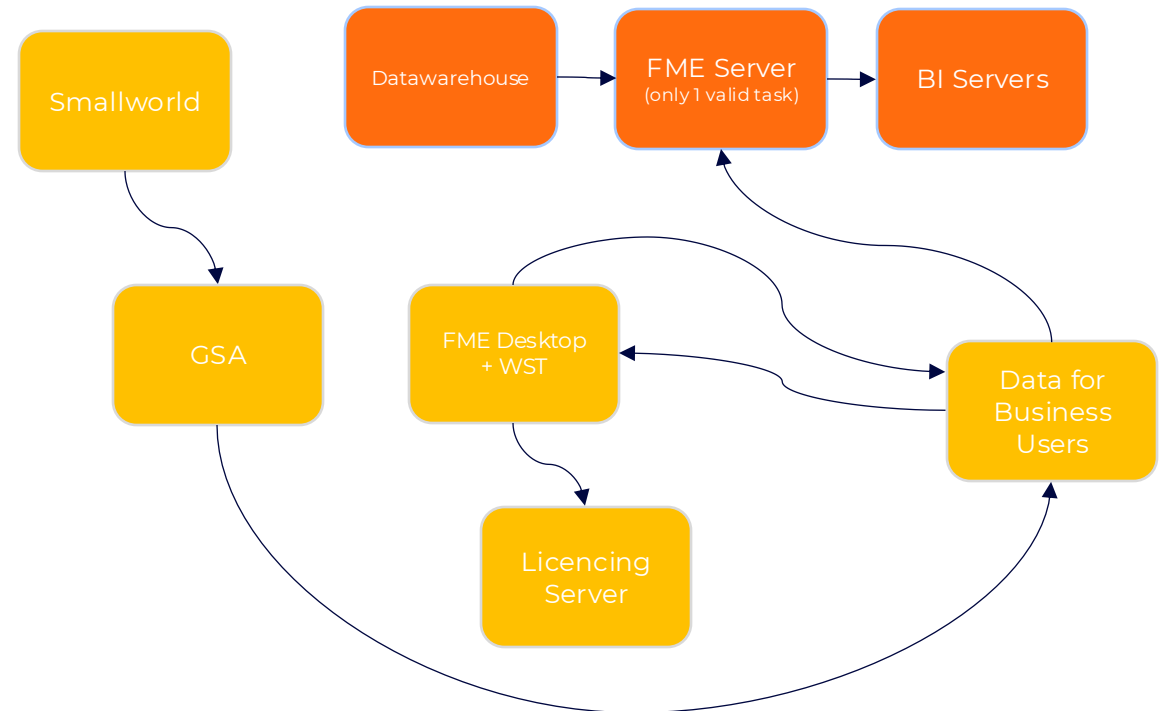 Smallworld
Datawarehouse
FME Server
(only 1 valid task)
BI Servers
GSA
FME Desktop
+ WST
Data for
Business
Users
Licencing
Server